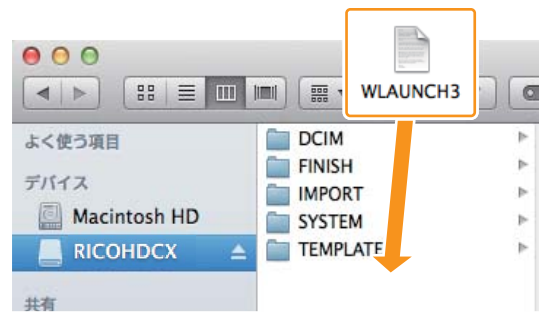 WLAUNCH3
よく使う項目
デバイス
Macintosh HD
RICOHDCX
共有
DCIM
FINISH
IMPORT
SYSTEM
TEMPLATE